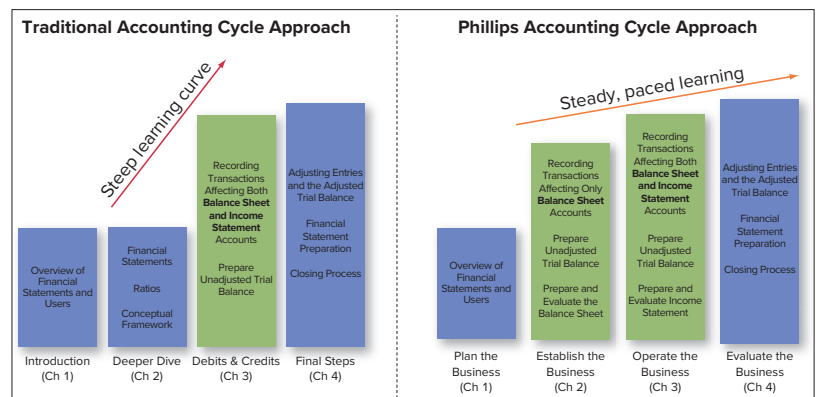 Traditional Accounting Cycle Approach
Steep learning curve
Overview of
Financial
Statements and
Users
Introduction
(Ch 1)
Financial
Statements
Ratios
Conceptual
Framework
Deeper Dive
(Ch 2)
Recording
Transactions
Affecting Both
Balance Sheet
and Income
Statement
Accounts
Prepare
Unadjusted Trial
Balance
Debits & Credits
(Ch 3)
Adjusting Entries
and the Adjusted
Trial Balance
Financial
Statement
Preparation
Closing Process
Final Steps
(Ch 4)
Phillips Accounting Cycle Approach
Steady, paced learning
Overview of
Financial
Statements and
Users
Plan the
Business
(Ch 1)
Recording
Transactions
Affecting Only
Balance Sheet
Accounts
Prepare
Unadjusted
Trial Balance
Prepare and
Evaluate the
Balance Sheet
Establish the
Business
(Ch 2)
Recording
Transactions
Affecting Both
Balance Sheet
and Income
Statement
Accounts
Prepare
Unadjusted
Trial Balance
Prepare and
Evaluate Income
Statement
Operate the
Business
(Ch 3)
Adjusting Entries
and the Adjusted
Trial Balance
Financial
Statement
Preparation
Closing Process
Evaluate the
Business
(Ch 4)